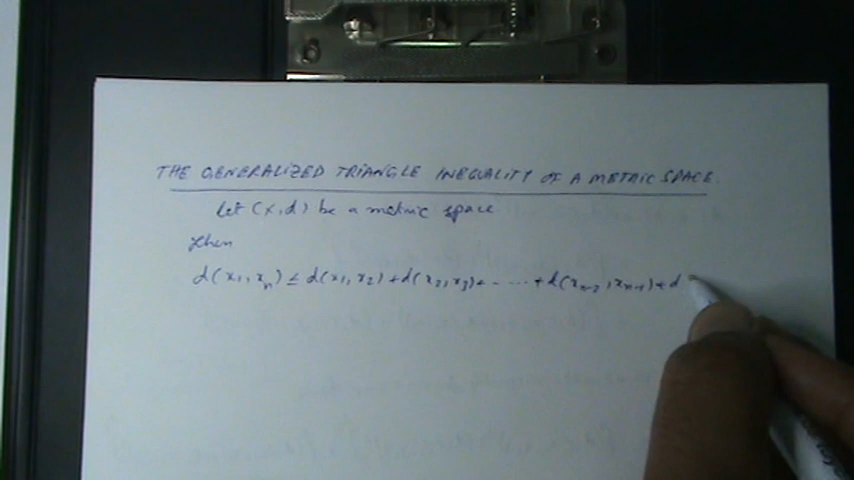 THE GENERALIZED TRIANGLE INEQUALITY OF A METRIC SPACE.
Let (X,d) be a metric space.
Then
d(x₁,xₙ) ≤ d(x₁,x₂)+d(x₂,x₃)+.....+d(xₙ₋₂,xₙ₋₁)+d